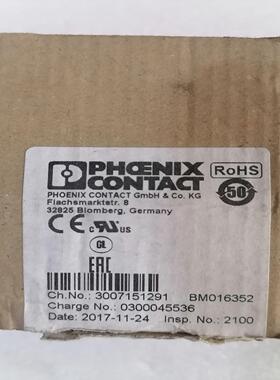 PHOENIX
CONTACT
RoHS
PHOENIX CONTACT GmbH & Co. KG
Flachsmarktstr. 8
32825 Blomberg, Germany
50
CE c UL US
GL
EAC
Ch.No.: 3007151291 BM016352
Charge No.: 0300045536
Date: 2017-11-24 Insp. No.: 2100